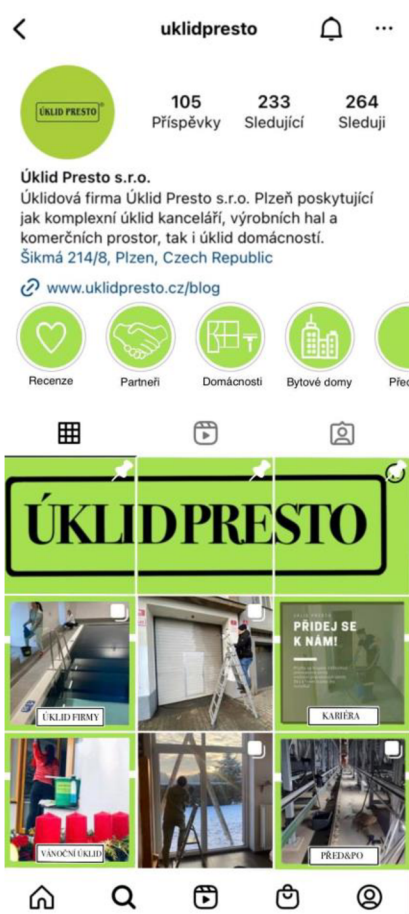 uklidpresto
ÚKLID PRESTO
105
233
264
Příspěvky
Sledující
Sleduji
Úklid Presto s.r.o.
Úklidová firma Úklid Presto s.r.o. Plzeň poskytující
jak komplexní úklid kanceláří, výrobních hal a
komerčních prostor, tak i úklid domácností.
Šikmá 214/8, Plzen, Czech Republic
www.uklidpresto.cz/blog
Recenze
Partneři
Domácnosti
Bytové domy
Před
ÚKLID PRESTO
PŘIDEJ SE
K NÁM!
ÚKLID FIRMY
KARIÉRA
VÁNOČNÍ ÚKLID
PŘED&PO